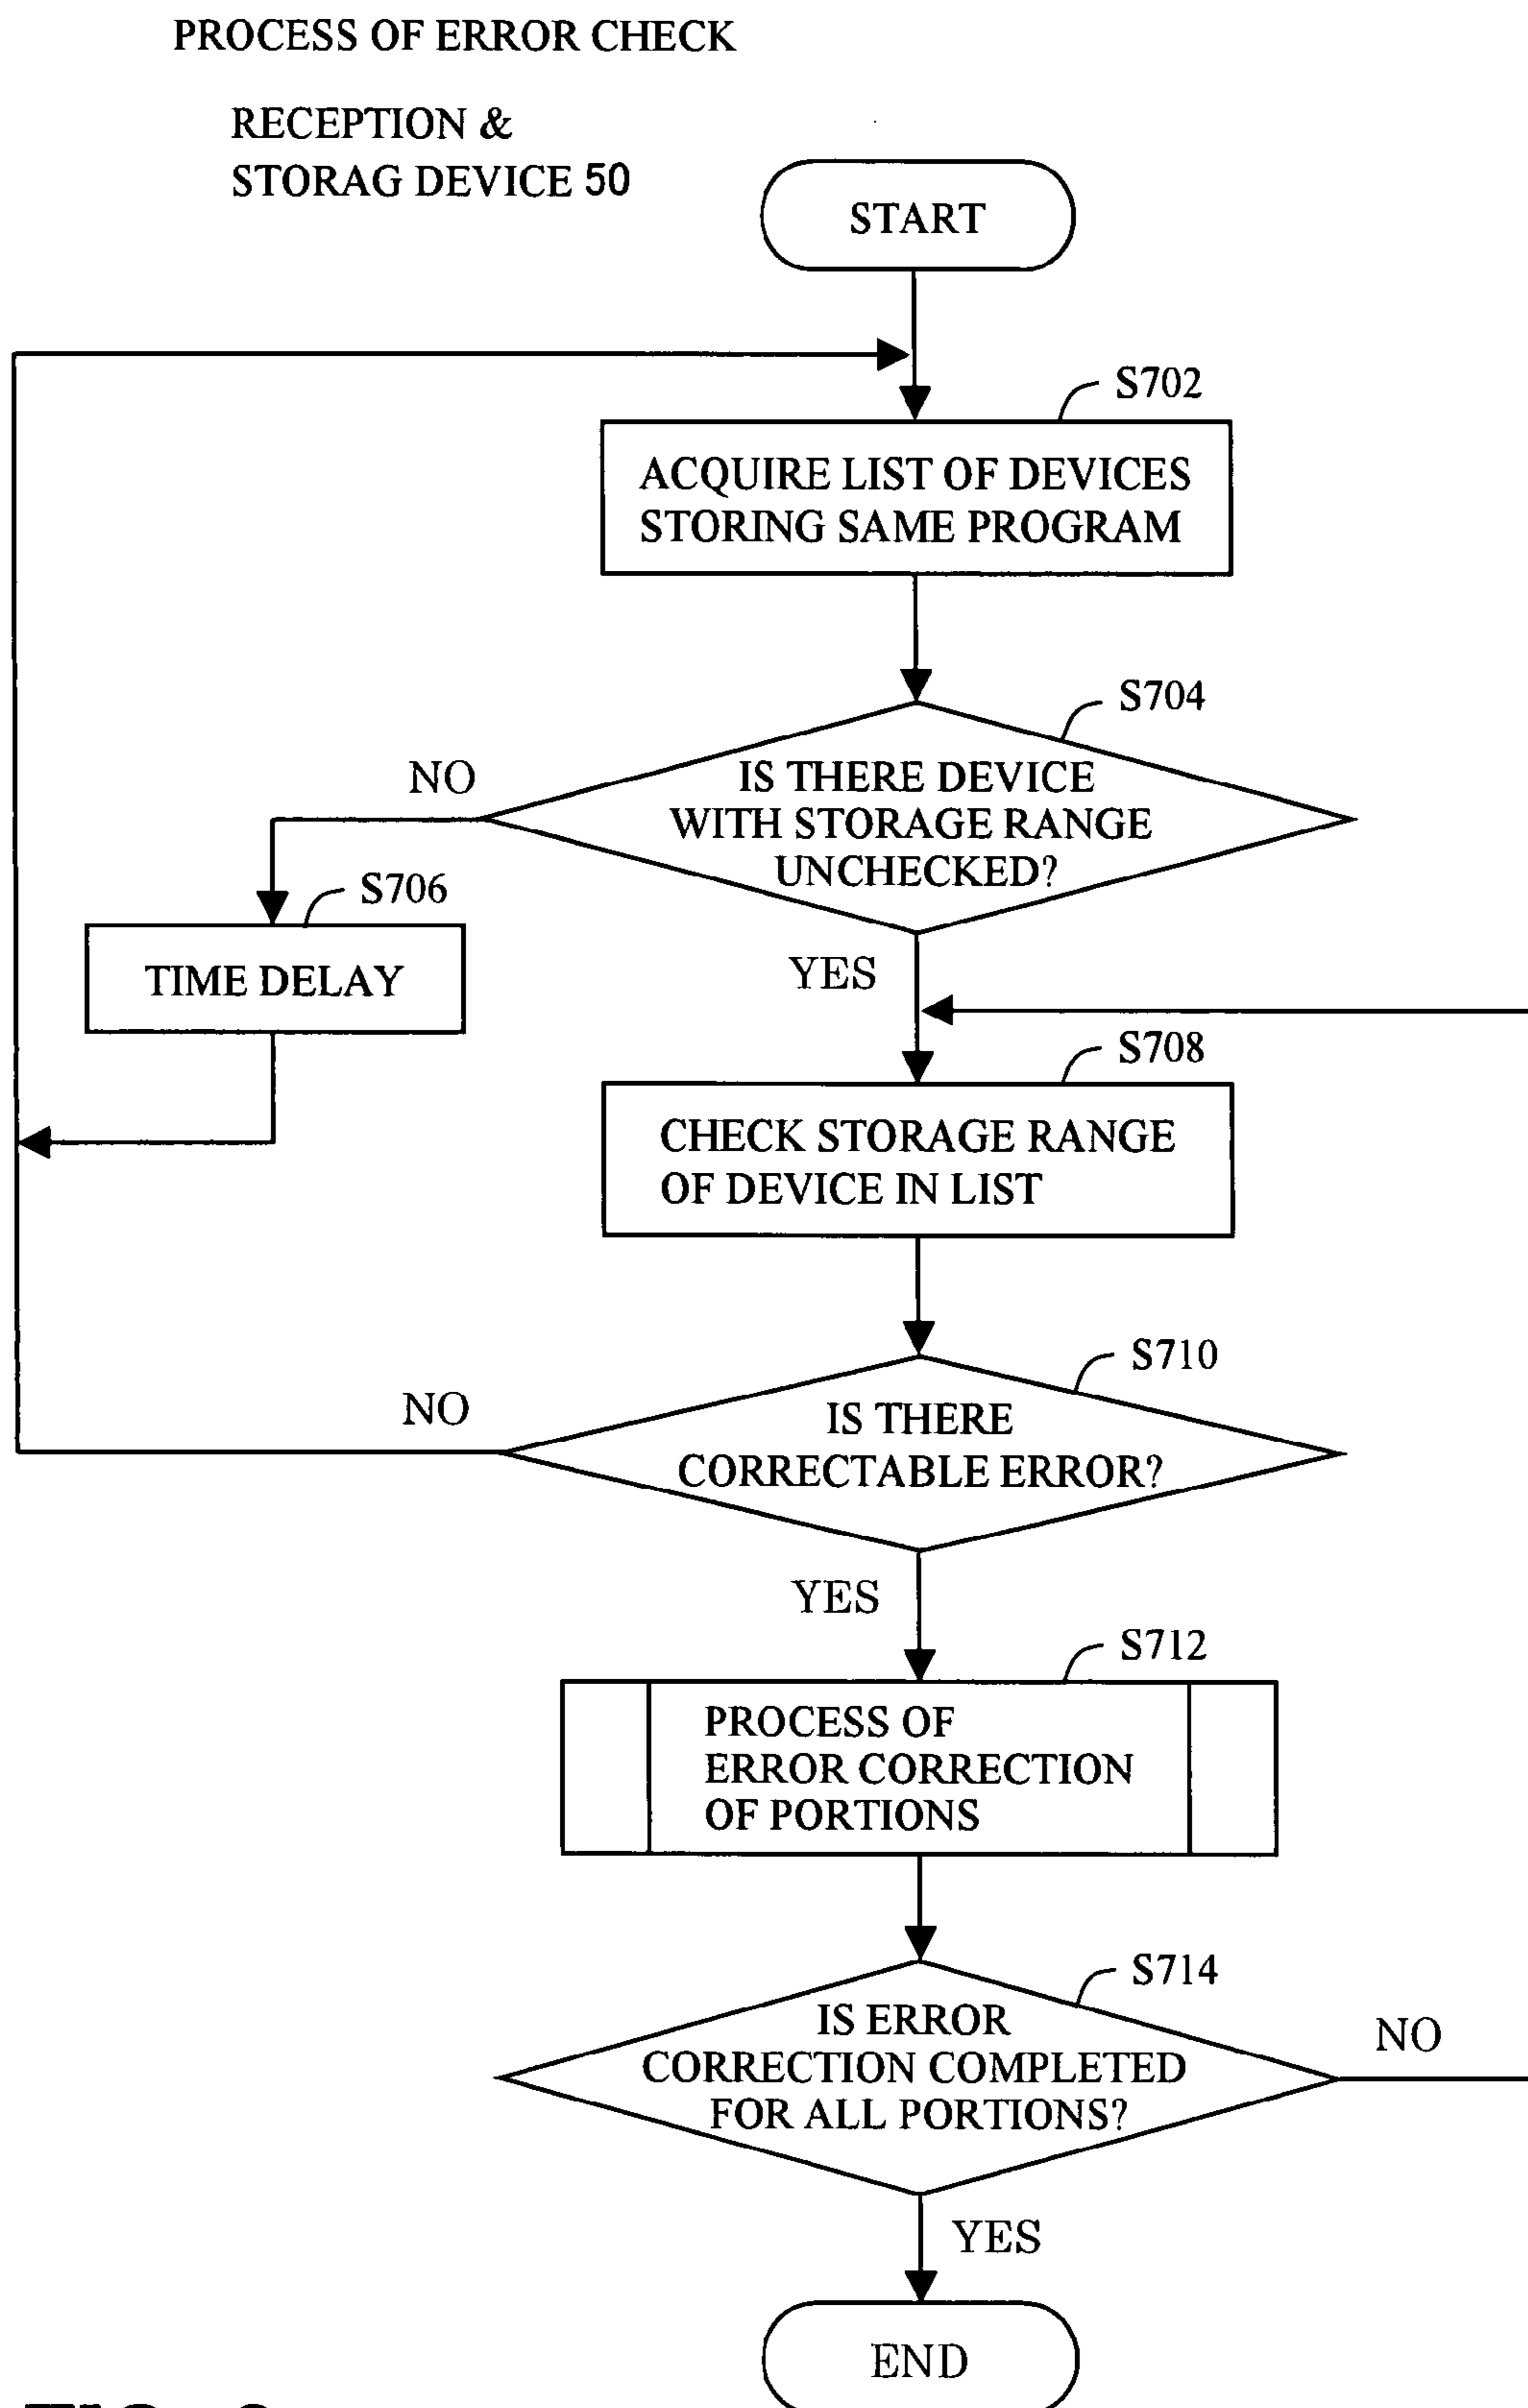 PROCESS OF ERROR CHECK
RECEPTION &
STORAG DEVICE 50
START
S702
ACQUIRE LIST OF DEVICES
STORING SAME PROGRAM
S704
NO
IS THERE DEVICE
WITH STORAGE RANGE
UNCHECKED?
S706
TIME DELAY
YES
S708
CHECK STORAGE RANGE
OF DEVICE IN LIST
S710
NO
IS THERE
CORRECTABLE ERROR?
YES
S712
PROCESS OF
ERROR CORRECTION
OF PORTIONS
S714
IS ERROR
CORRECTION COMPLETED
FOR ALL PORTIONS?
NO
YES
END